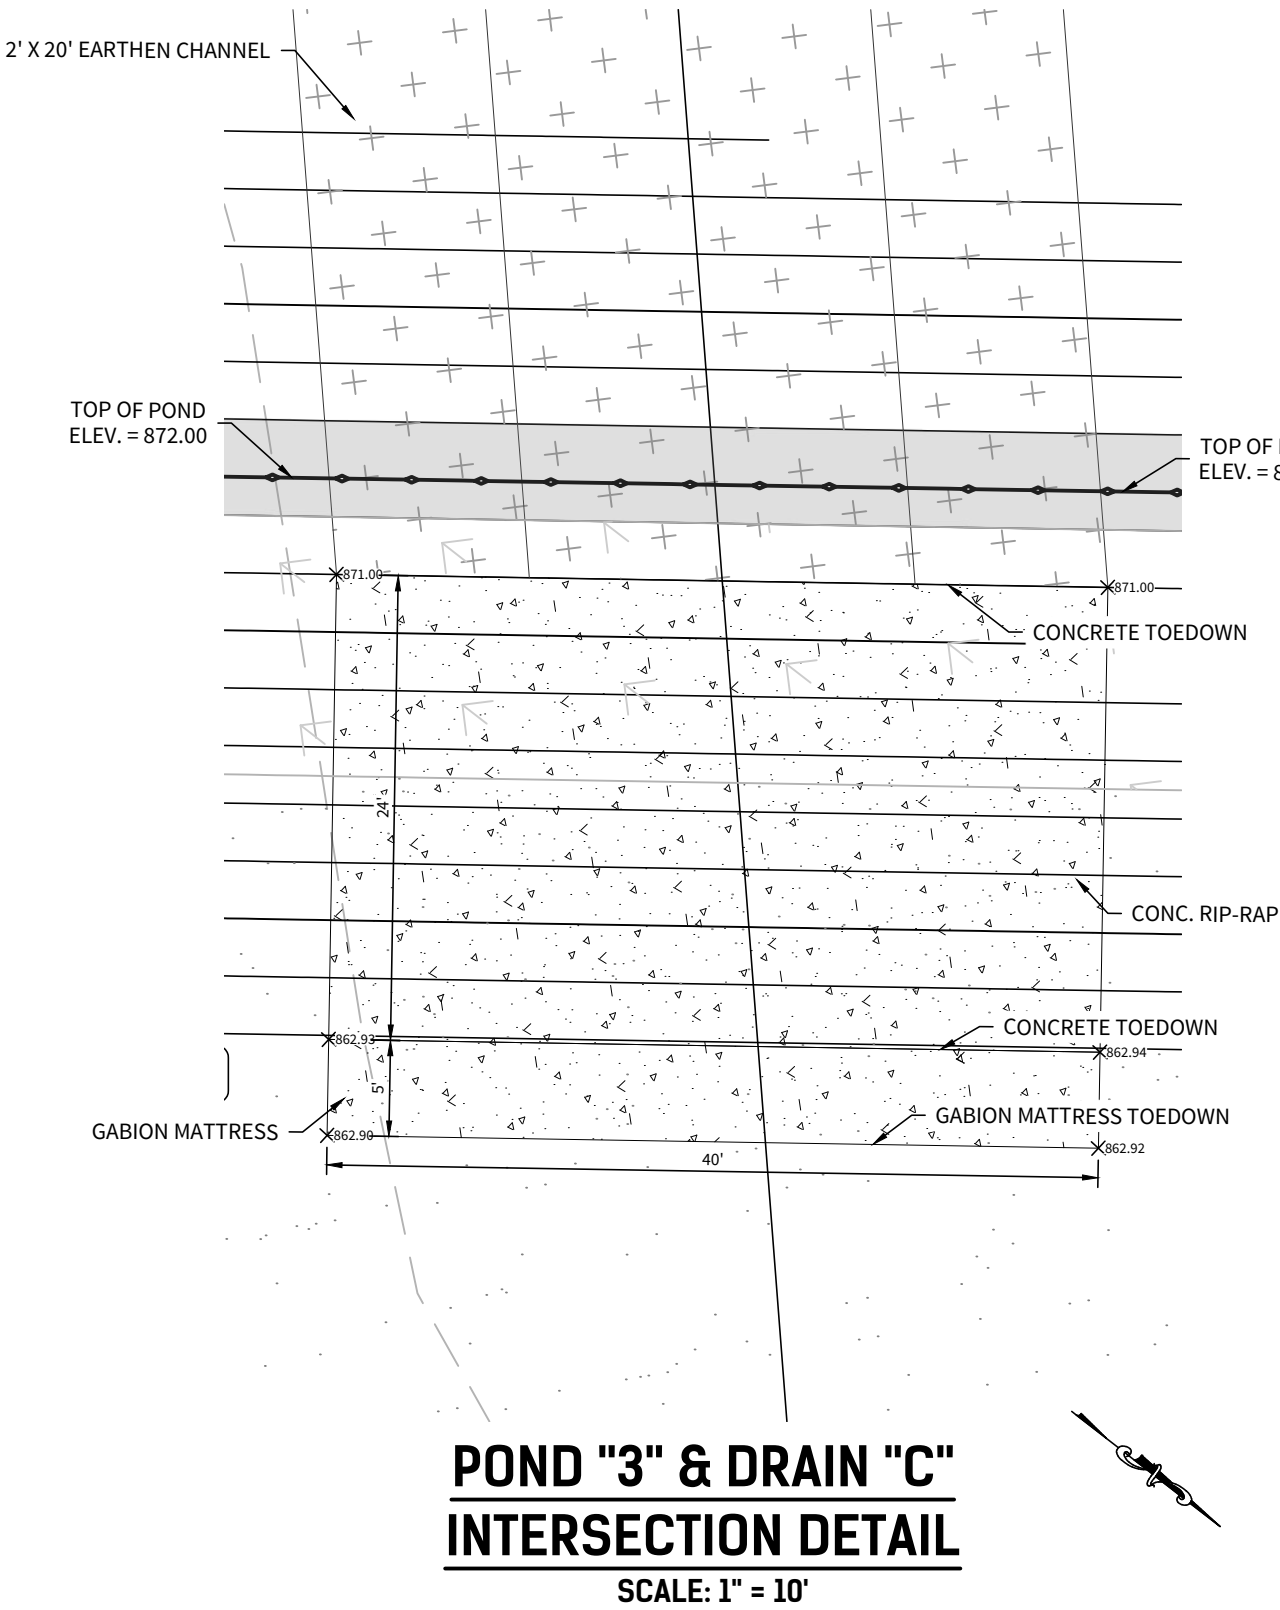 2' X 20' EARTHEN CHANNEL
TOP OF POND
ELEV. = 872.00
TOP OF
ELEV. =
871.00
871.00
CONCRETE TOEDOWN
24'
CONC. RIP-RAP
CONCRETE TOEDOWN
862.93
862.94
5'
GABION MATTRESS TOEDOWN
GABION MATTRESS
862.90
862.92
40'
POND "3" & DRAIN "C"
INTERSECTION DETAIL
SCALE: 1" = 10'